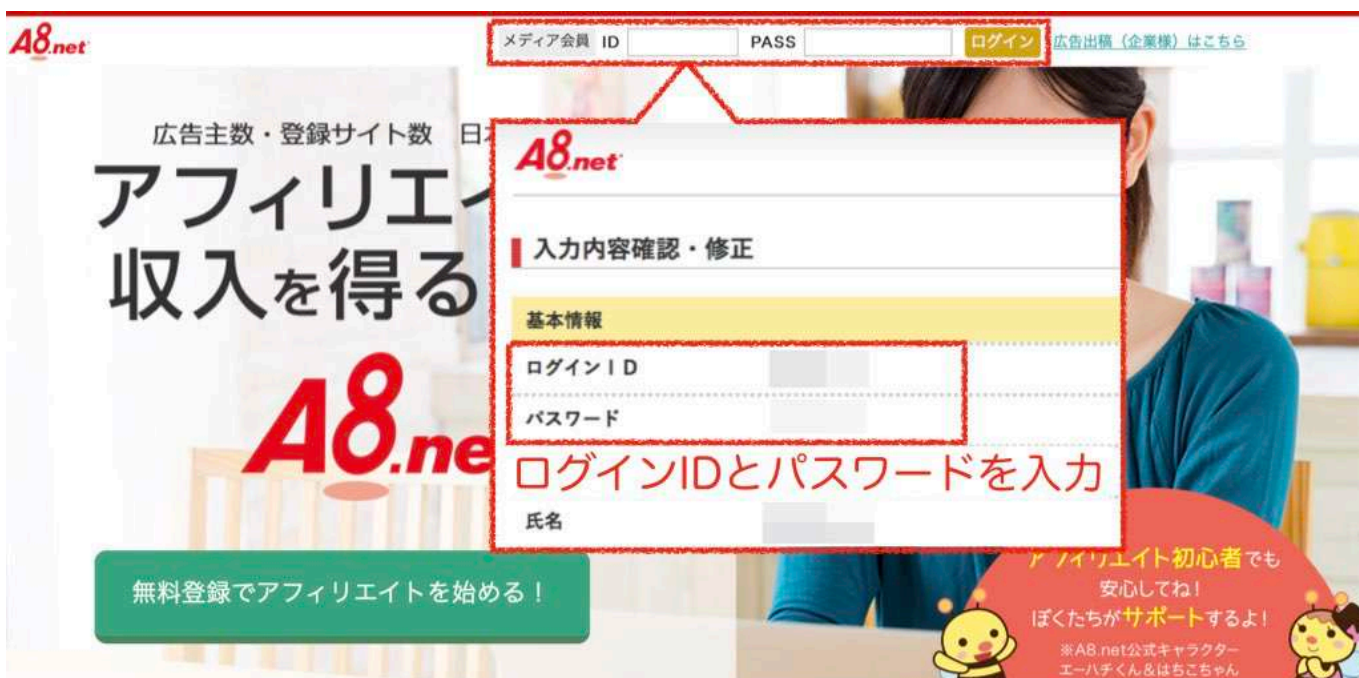 A8.net
メディア会員 ID PASS ログイン 広告出稿(企業様)はこちら
広告主数・登録サイト数 日
アフィリエイ
収入を得る
A8.ne
無料登録でアフィリエイトを始める!
A8.net
入力内容確認・修正
基本情報
ログインID
パスワード
ログインIDとパスワードを入力
氏名
アフィリエイト初心者でも
安心してね!
ぼくたちがサポートするよ!
※A8.net公式キャラクター
エーハチくん&はちこちゃん